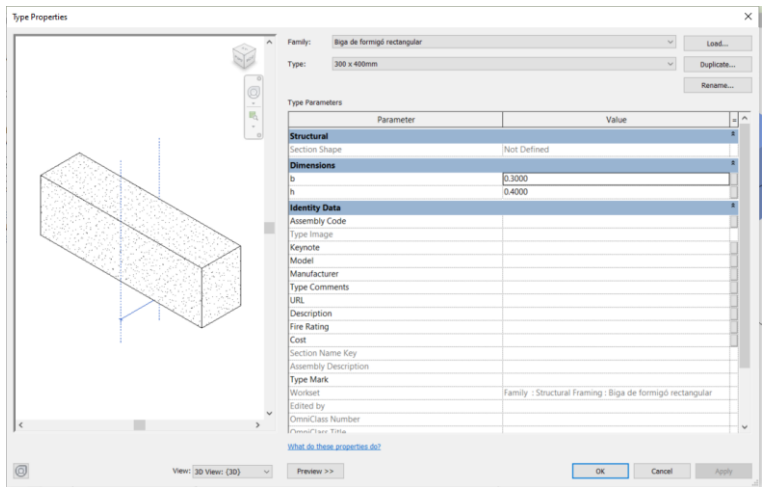 Type Properties
Family: Biga de formigó rectangular Load...
Type: 300 x 400mm Duplicate...
Rename...
Type Parameters
Parameter Value =
Structural
Section Shape Not Defined
Dimensions
b 0.3000
h 0.4000
Identity Data
Assembly Code
Type Image
Keynote
Model
Manufacturer
Type Comments
URL
Description
Fire Rating
Cost
Section Name Key
Assembly Description
Type Mark
Workset Family : Structural Framing : Biga de formigó rectangular
Edited by
OmniClass Number
OmniClass Title
What do these properties do?
View: 3D View: {3D} Preview >> OK Cancel Apply